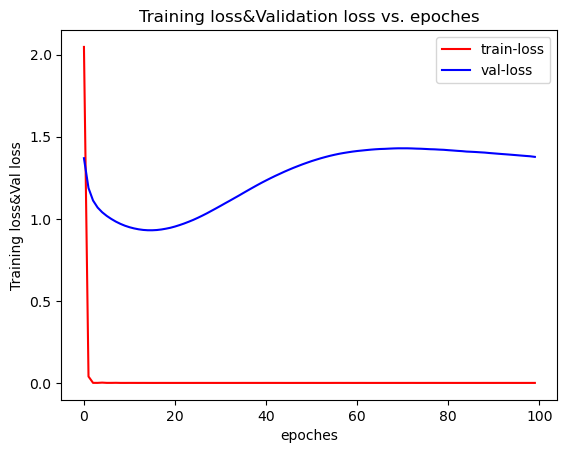 Training loss&Validation loss vs. epoches
train-loss
val-loss
Training loss&Val loss
2.0
1.5
1.0
0.5
0.0
0 20 40 60 80 100
epoches